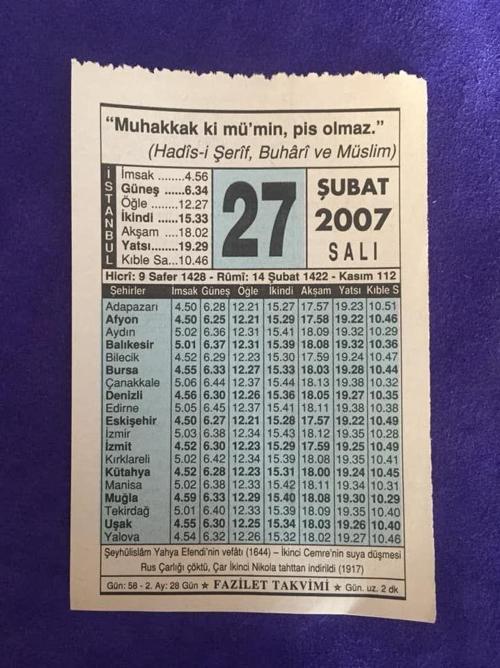 “Muhakkak ki mü’min, pis olmaz.”
(Hadîs-i Şerîf, Buhârî ve Müslim)
İSTANBUL
İmsak ........4.56
Güneş ......6.34
Öğle ........12.27
İkindi .....15.33
Akşam ....18.02
Yatsı.......19.29
Kıble Sa...10.46
27
ŞUBAT
2007
SALI
Hicrî: 9 Safer 1428 - Rûmî: 14 Şubat 1422 - Kasım 112
Şehirler İmsak Güneş Öğle İkindi Akşam Yatsı Kıble S
Adapazarı 4.50 6.28 12.21 15.27 17.57 19.23 10.51
Afyon 4.50 6.25 12.21 15.29 17.58 19.22 10.46
Aydın 5.02 6.36 12.31 15.41 18.09 19.32 10.29
Balıkesir 5.01 6.37 12.31 15.39 18.08 19.32 10.36
Bilecik 4.52 6.29 12.23 15.30 17.59 19.24 10.47
Bursa 4.55 6.33 12.27 15.33 18.03 19.28 10.44
Çanakkale 5.06 6.44 12.37 15.44 18.13 19.38 10.32
Denizli 4.56 6.30 12.26 15.36 18.05 19.27 10.35
Edirne 5.05 6.45 12.37 15.41 18.11 19.38 10.38
Eskişehir 4.50 6.27 12.21 15.28 17.57 19.22 10.49
İzmir 5.03 6.38 12.34 15.43 18.12 19.35 10.28
İzmit 4.52 6.30 12.23 15.29 17.59 19.25 10.49
Kırklareli 5.02 6.42 12.34 15.39 18.08 19.35 10.41
Kütahya 4.52 6.28 12.23 15.31 18.00 19.24 10.45
Manisa 5.02 6.38 12.33 15.42 18.11 19.34 10.31
Muğla 4.59 6.33 12.29 15.40 18.08 19.30 10.29
Tekirdağ 5.01 6.40 12.33 15.39 18.09 19.35 10.40
Uşak 4.55 6.30 12.25 15.34 18.03 19.26 10.40
Yalova 4.54 6.32 12.26 15.32 18.02 19.27 10.46
Şeyhülislâm Yahya Efendi’nin vefâtı (1644) – İkinci Cemre’nin suya düşmesi
Rus Çarlığı çöktü, Çar İkinci Nikola tahttan indirildi (1917)
Gün: 58 - 2. Ay: 28 Gün ★ FAZİLET TAKVİMİ ★ Gün. uz. 2 dk